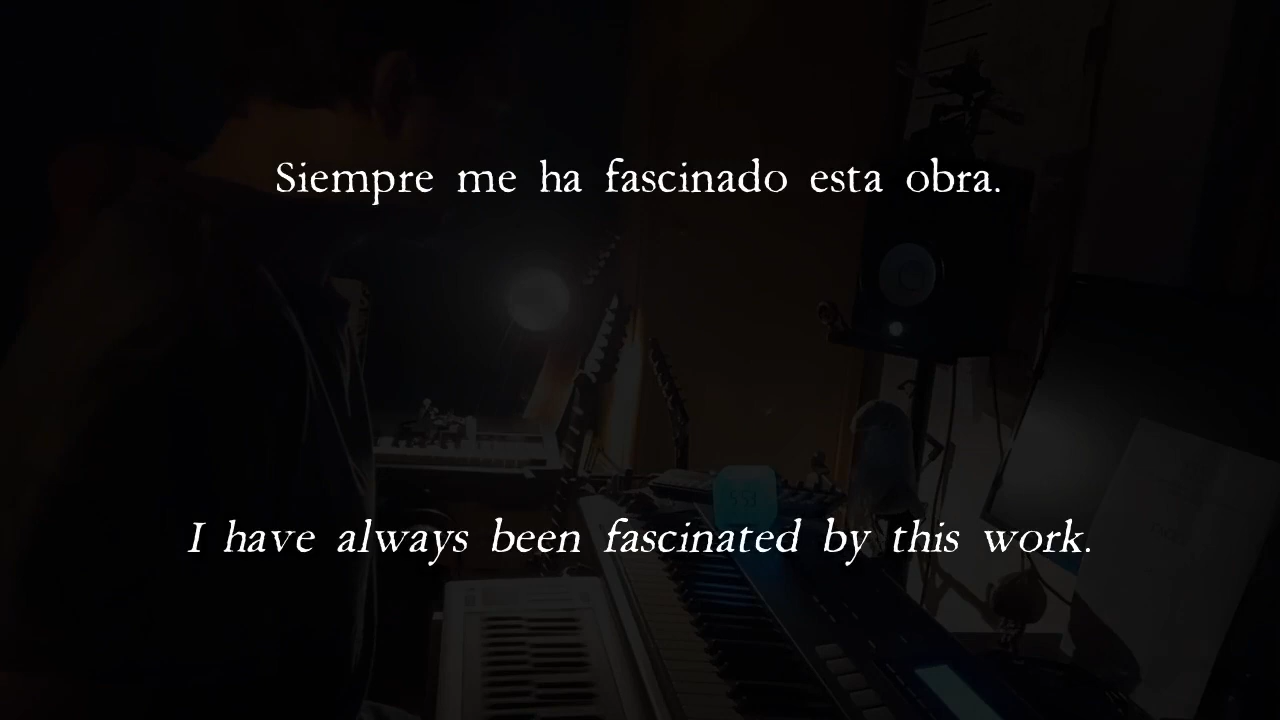 Siempre me ha fascinado esta obra.
I have always been fascinated by this work.